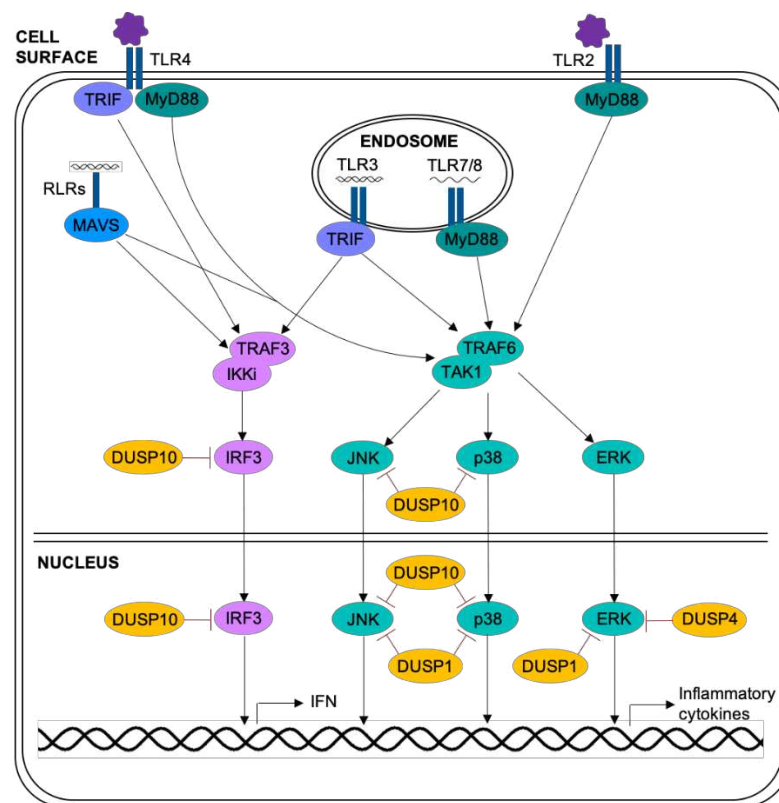 CELL
SURFACE
TLR4
TLR2
TRIF
MyD88
MyD88
ENDOSOME
TLR3
TLR7/8
RLRs
MAVS
TRIF
MyD88
TRAF3
IKKi
TRAF6
TAK1
DUSP10
IRF3
JNK
p38
ERK
DUSP10
NUCLEUS
DUSP10
DUSP10
IRF3
JNK
p38
ERK
DUSP4
DUSP1
DUSP1
IFN
Inflammatory
cytokines